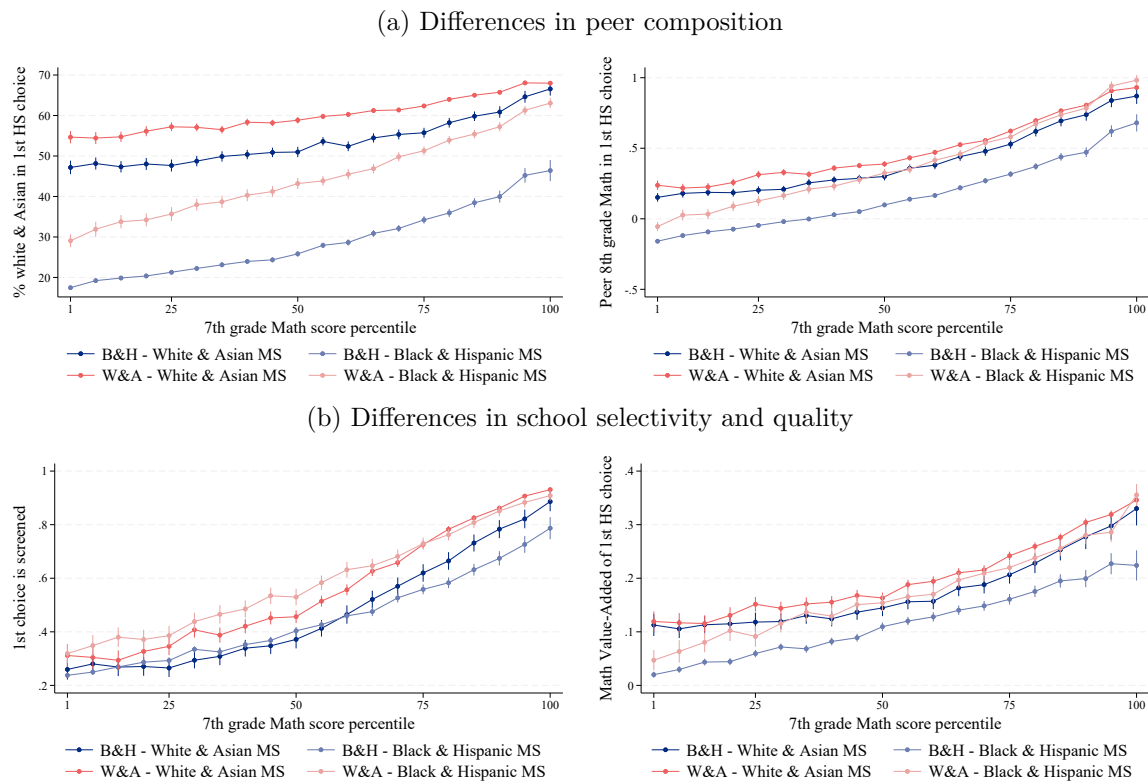 (a) Differences in peer composition
% white & Asian in 1st HS choice
70
60
50
40
30
20
1
25
50
75
100
7th grade Math score percentile
B&H - White & Asian MS
B&H - Black & Hispanic MS
W&A - White & Asian MS
W&A - Black & Hispanic MS
Peer 8th grade Math in 1st HS choice
1
.5
0
-.5
1
25
50
75
100
7th grade Math score percentile
B&H - White & Asian MS
B&H - Black & Hispanic MS
W&A - White & Asian MS
W&A - Black & Hispanic MS
(b) Differences in school selectivity and quality
1st choice is screened
1
.8
.6
.4
.2
1
25
50
75
100
7th grade Math score percentile
B&H - White & Asian MS
B&H - Black & Hispanic MS
W&A - White & Asian MS
W&A - Black & Hispanic MS
Math Value-Added of 1st HS choice
.4
.3
.2
.1
0
1
25
50
75
100
7th grade Math score percentile
B&H - White & Asian MS
B&H - Black & Hispanic MS
W&A - White & Asian MS
W&A - Black & Hispanic MS